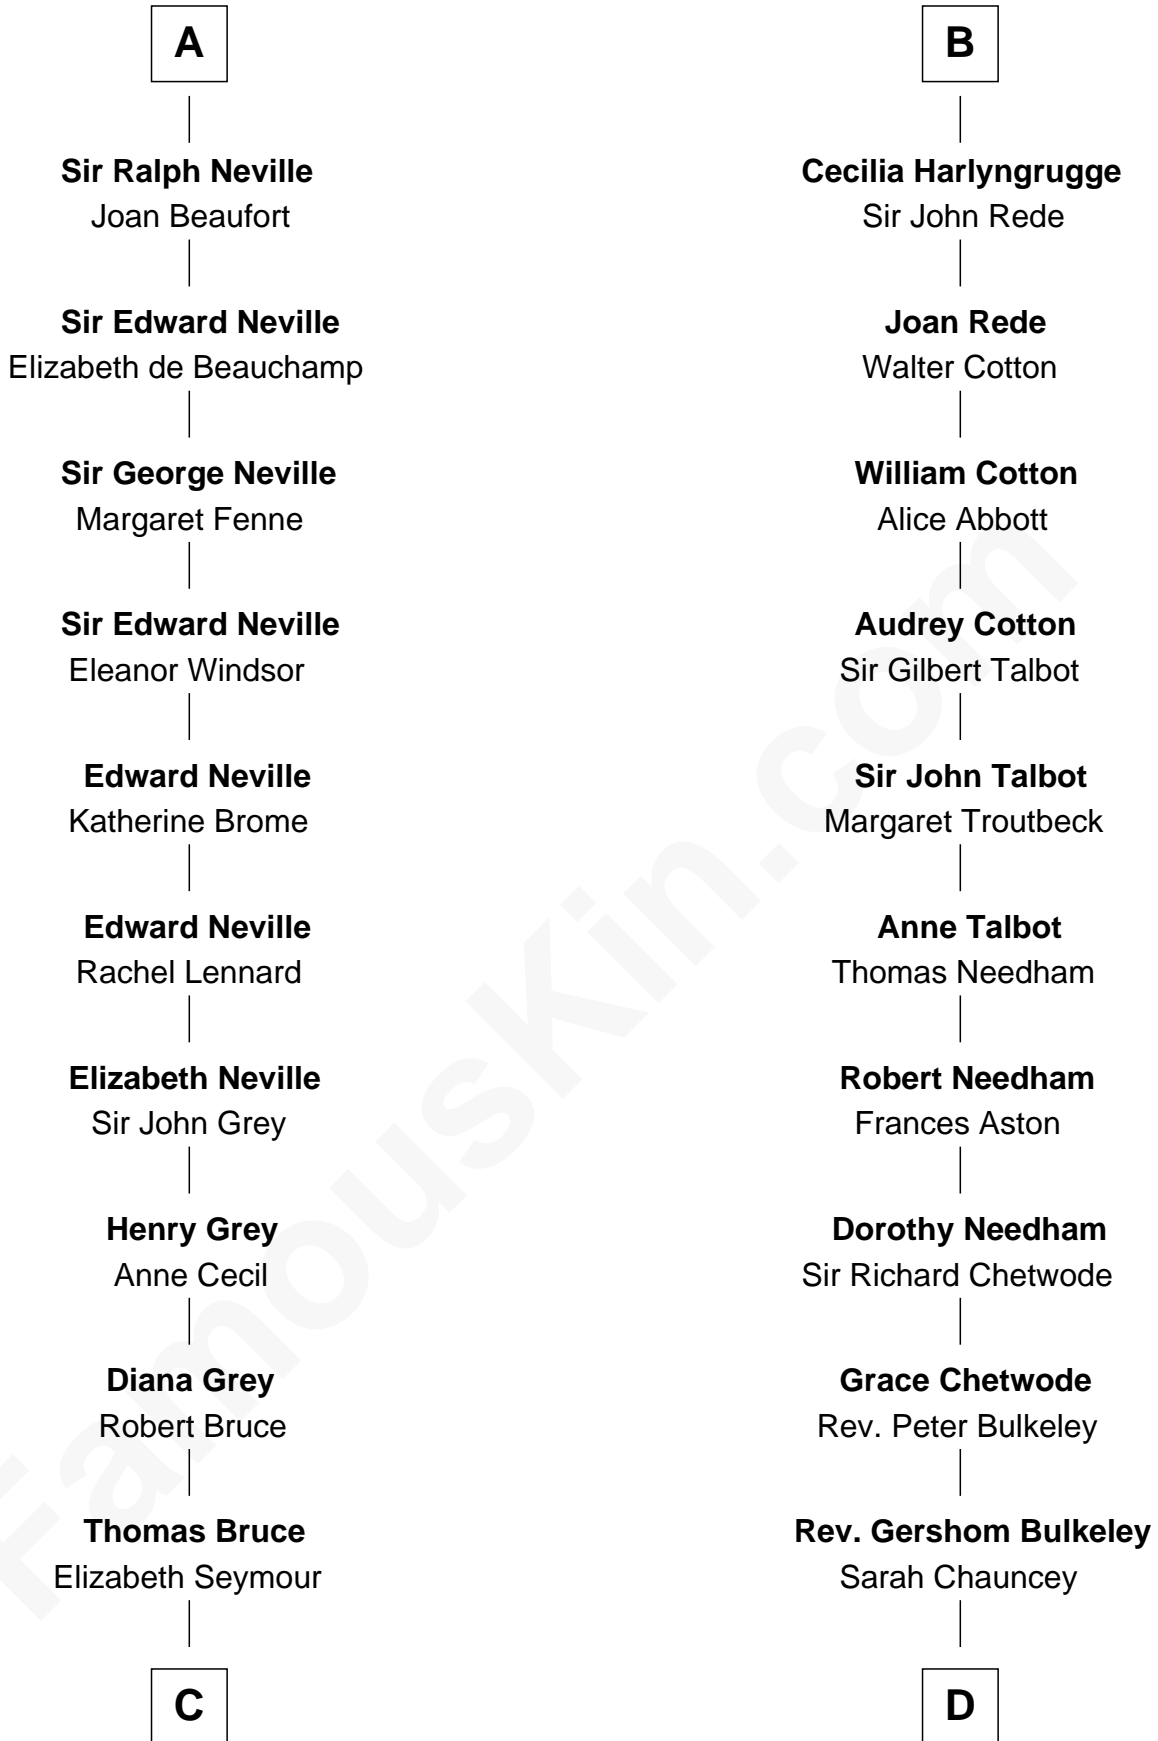 A
Sir Ralph Neville
Joan Beaufort
Sir Edward Neville
Elizabeth de Beauchamp
Sir George Neville
Margaret Fenne
Sir Edward Neville
Eleanor Windsor
Edward Neville
Katherine Brome
Edward Neville
Rachel Lennard
Elizabeth Neville
Sir John Grey
Henry Grey
Anne Cecil
Diana Grey
Robert Bruce
Thomas Bruce
Elizabeth Seymour
C
B
Cecilia Harlyngrugge
Sir John Rede
Joan Rede
Walter Cotton
William Cotton
Alice Abbott
Audrey Cotton
Sir Gilbert Talbot
Sir John Talbot
Margaret Troutbeck
Anne Talbot
Thomas Needham
Robert Needham
Frances Aston
Dorothy Needham
Sir Richard Chetwode
Grace Chetwode
Rev. Peter Bulkeley
Rev. Gershom Bulkeley
Sarah Chauncey
D
FamousKin.com